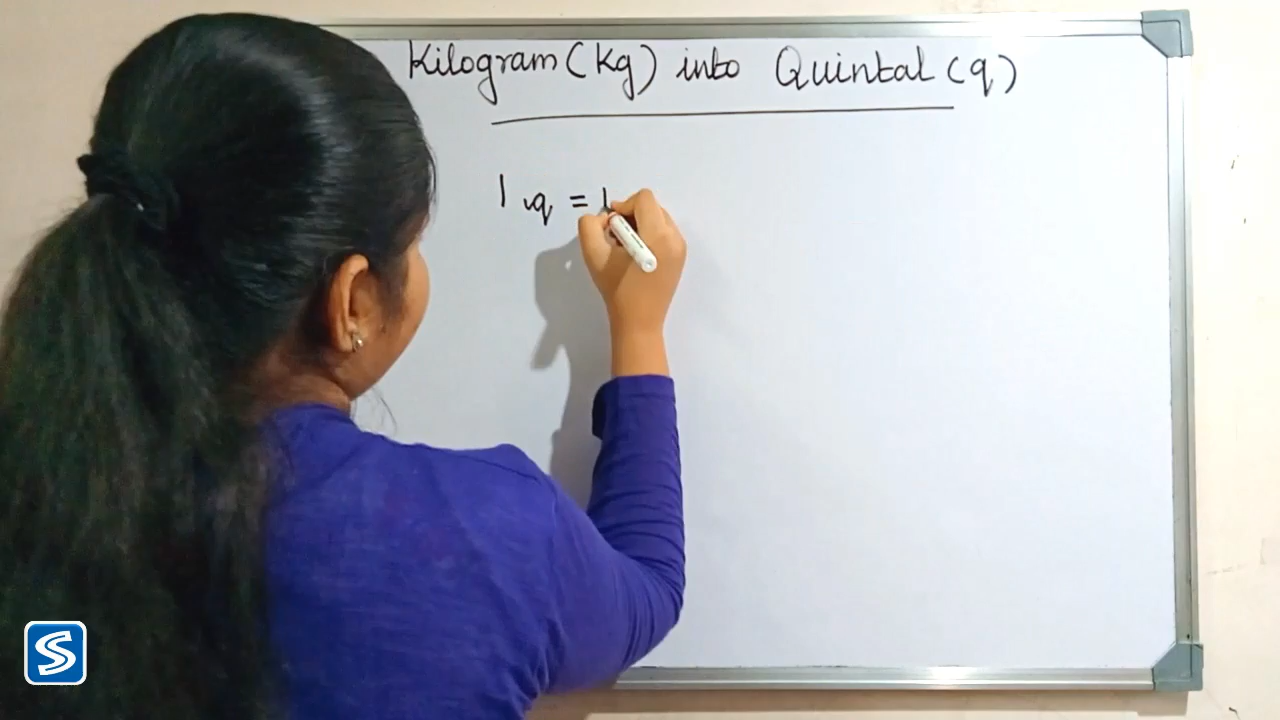 Kilogram (Kg) into Quintal (q)
1 q = 1